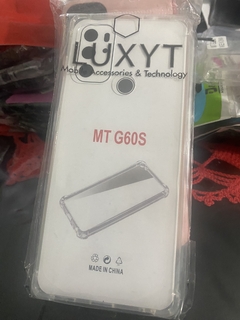 LUXYT
Mobile Accessories & Technology
MT G60S
MADE IN CHINA